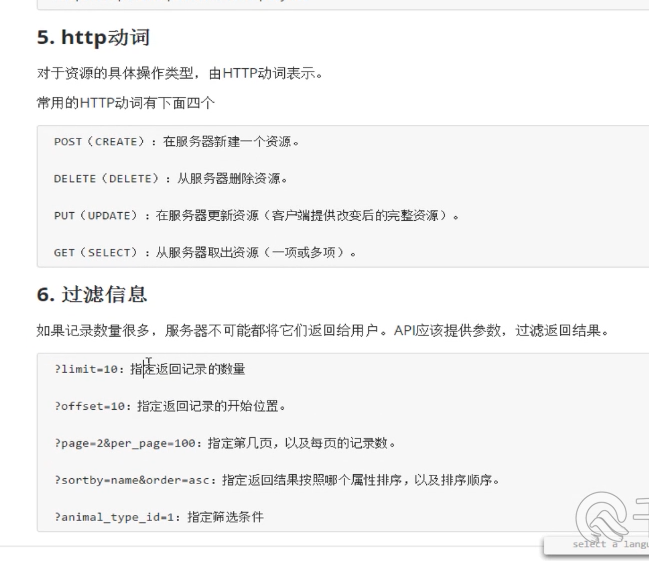 5. http动词
对于资源的具体操作类型，由HTTP动词表示。
常用的HTTP动词有下面四个
POST（CREATE）：在服务器新建一个资源。
DELETE（DELETE）：从服务器删除资源。
PUT（UPDATE）：在服务器更新资源（客户端提供改变后的完整资源）。
GET（SELECT）：从服务器取出资源（一项或多项）。
6. 过滤信息
如果记录数量很多，服务器不可能都将它们返回给用户。API应该提供参数，过滤返回结果。
?limit=10：指定返回记录的数量
?offset=10：指定返回记录的开始位置。
?page=2&per_page=100：指定第几页，以及每页的记录数。
?sortby=name&order=asc：指定返回结果按照哪个属性排序，以及排序顺序。
?animal_type_id=1：指定筛选条件
select a langu